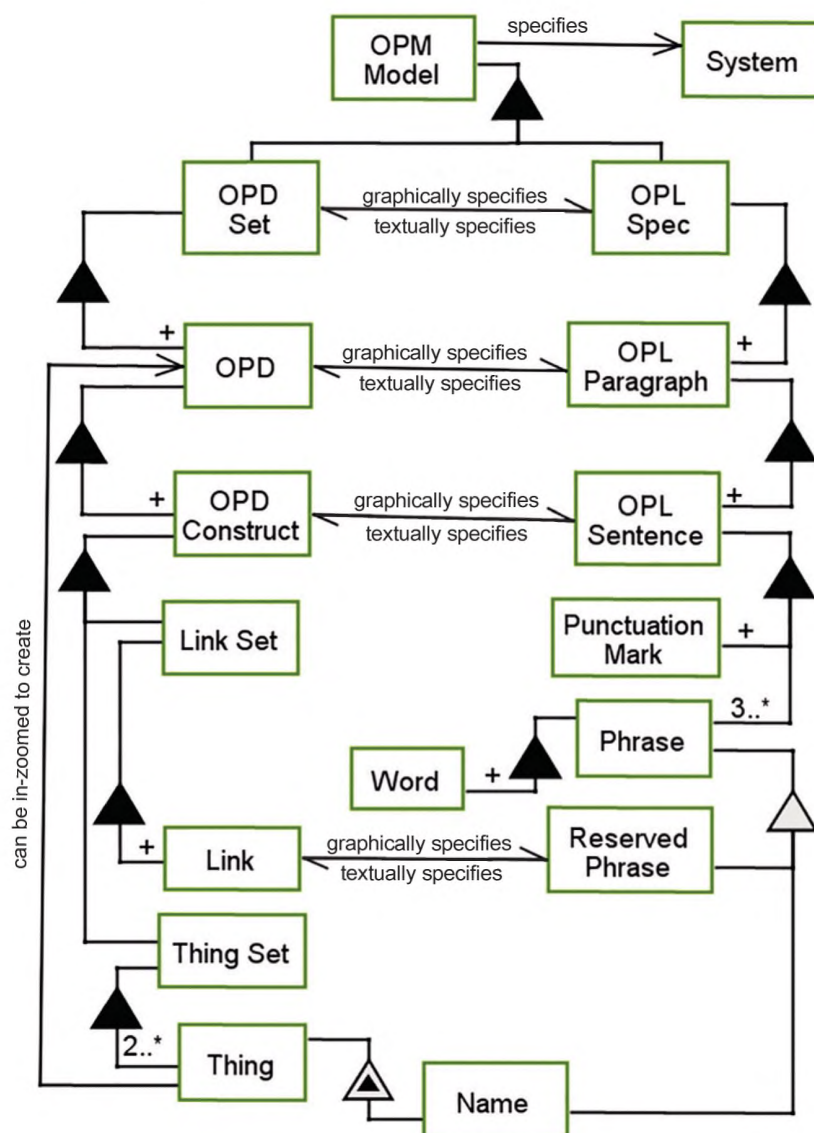 specifies
OPM
Model
System
OPD
Set
graphically specifies
textually specifies
OPL
Spec
+
OPD
graphically specifies
textually specifies
OPL
Paragraph
+
+
OPD
Construct
graphically specifies
textually specifies
OPL
Sentence
+
can be in-zoomed to create
Link Set
Punctuation
Mark
+
Phrase
3..*
Word
+
+
Link
graphically specifies
textually specifies
Reserved
Phrase
Thing Set
2..*
Thing
Name